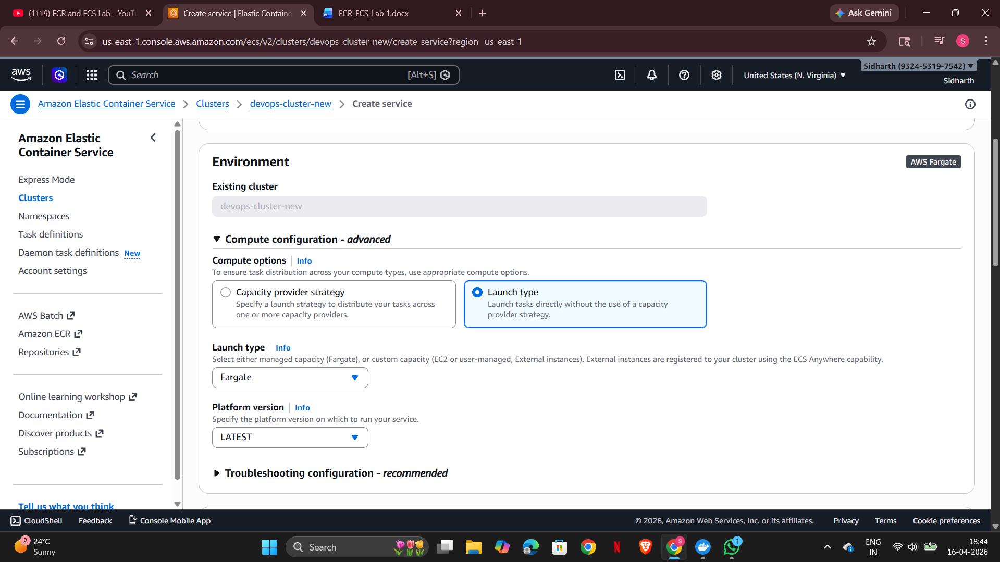 (1119) ECR and ECS Lab - YouTu
Create service | Elastic Containe
ECR_ECS_Lab 1.docx
Ask Gemini
us-east-1.console.aws.amazon.com/ecs/v2/clusters/devops-cluster-new/create-service?region=us-east-1
S
aws
Search
[Alt+S]
United States (N. Virginia)
Sidharth (9324-5319-7542)
Sidharth
Amazon Elastic Container Service
Clusters
devops-cluster-new
Create service
Amazon Elastic
Container Service
Express Mode
Clusters
Namespaces
Task definitions
Daemon task definitions New
Account settings
AWS Batch
Amazon ECR
Repositories
Online learning workshop
Documentation
Discover products
Subscriptions
Tell us what you think
Environment
AWS Fargate
Existing cluster
devops-cluster-new
Compute configuration - advanced
Compute options Info
To ensure task distribution across your compute types, use appropriate compute options.
Capacity provider strategy
Specify a launch strategy to distribute your tasks across
one or more capacity providers.
Launch type
Launch tasks directly without the use of a capacity
provider strategy.
Launch type Info
Select either managed capacity (Fargate), or custom capacity (EC2 or user-managed, External instances). External instances are registered to your cluster using the ECS Anywhere capability.
Fargate
Platform version Info
Specify the platform version on which to run your service.
LATEST
Troubleshooting configuration - recommended
CloudShell
Feedback
Console Mobile App
© 2026, Amazon Web Services, Inc. or its affiliates.
Privacy
Terms
Cookie preferences
2
24°C
Sunny
Search
S
1
ENG
IN
18:44
16-04-2026